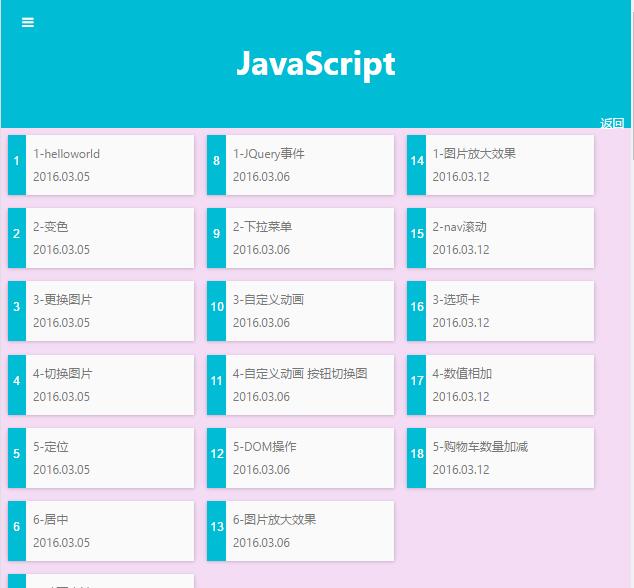 JavaScript
返回
1
1-helloworld
2016.03.05
2
2-变色
2016.03.05
3
3-更换图片
2016.03.05
4
4-切换图片
2016.03.05
5
5-定位
2016.03.05
6
6-居中
2016.03.05
8
1-JQuery事件
2016.03.06
9
2-下拉菜单
2016.03.06
10
3-自定义动画
2016.03.06
11
4-自定义动画 按钮切换图
2016.03.06
12
5-DOM操作
2016.03.06
13
6-图片放大效果
2016.03.06
14
1-图片放大效果
2016.03.12
15
2-nav滚动
2016.03.12
16
3-选项卡
2016.03.12
17
4-数值相加
2016.03.12
18
5-购物车数量加减
2016.03.12